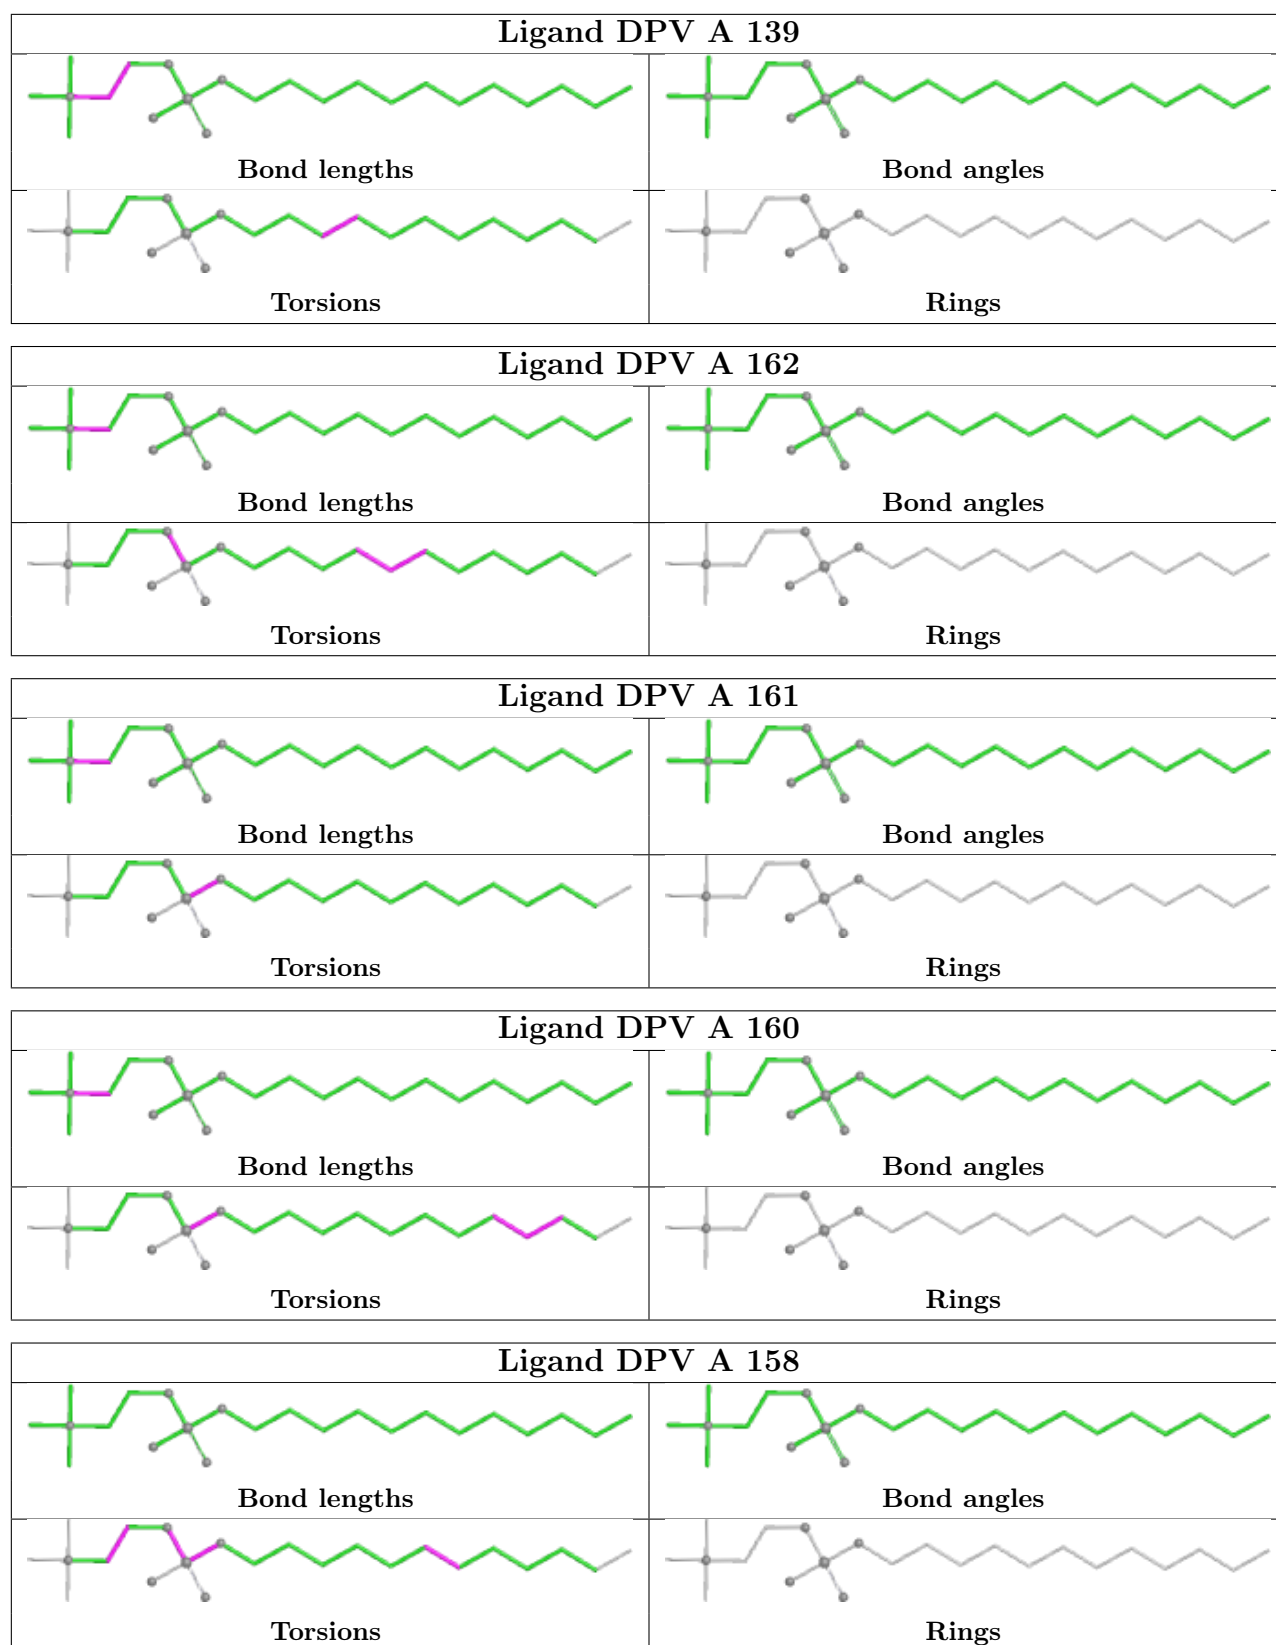 Ligand DPV A 139
Bond lengths
Bond angles
Torsions
Rings
Ligand DPV A 162
Bond lengths
Bond angles
Torsions
Rings
Ligand DPV A 161
Bond lengths
Bond angles
Torsions
Rings
Ligand DPV A 160
Bond lengths
Bond angles
Torsions
Rings
Ligand DPV A 158
Bond lengths
Bond angles
Torsions
Rings